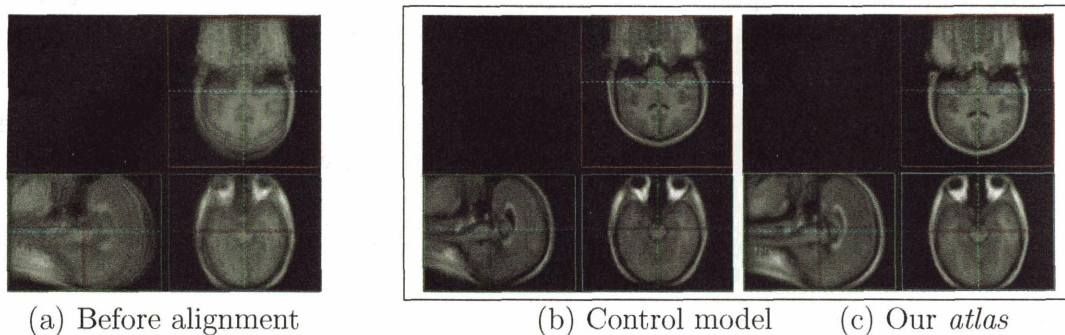 (a) Before alignment
(b) Control model
(c) Our atlas